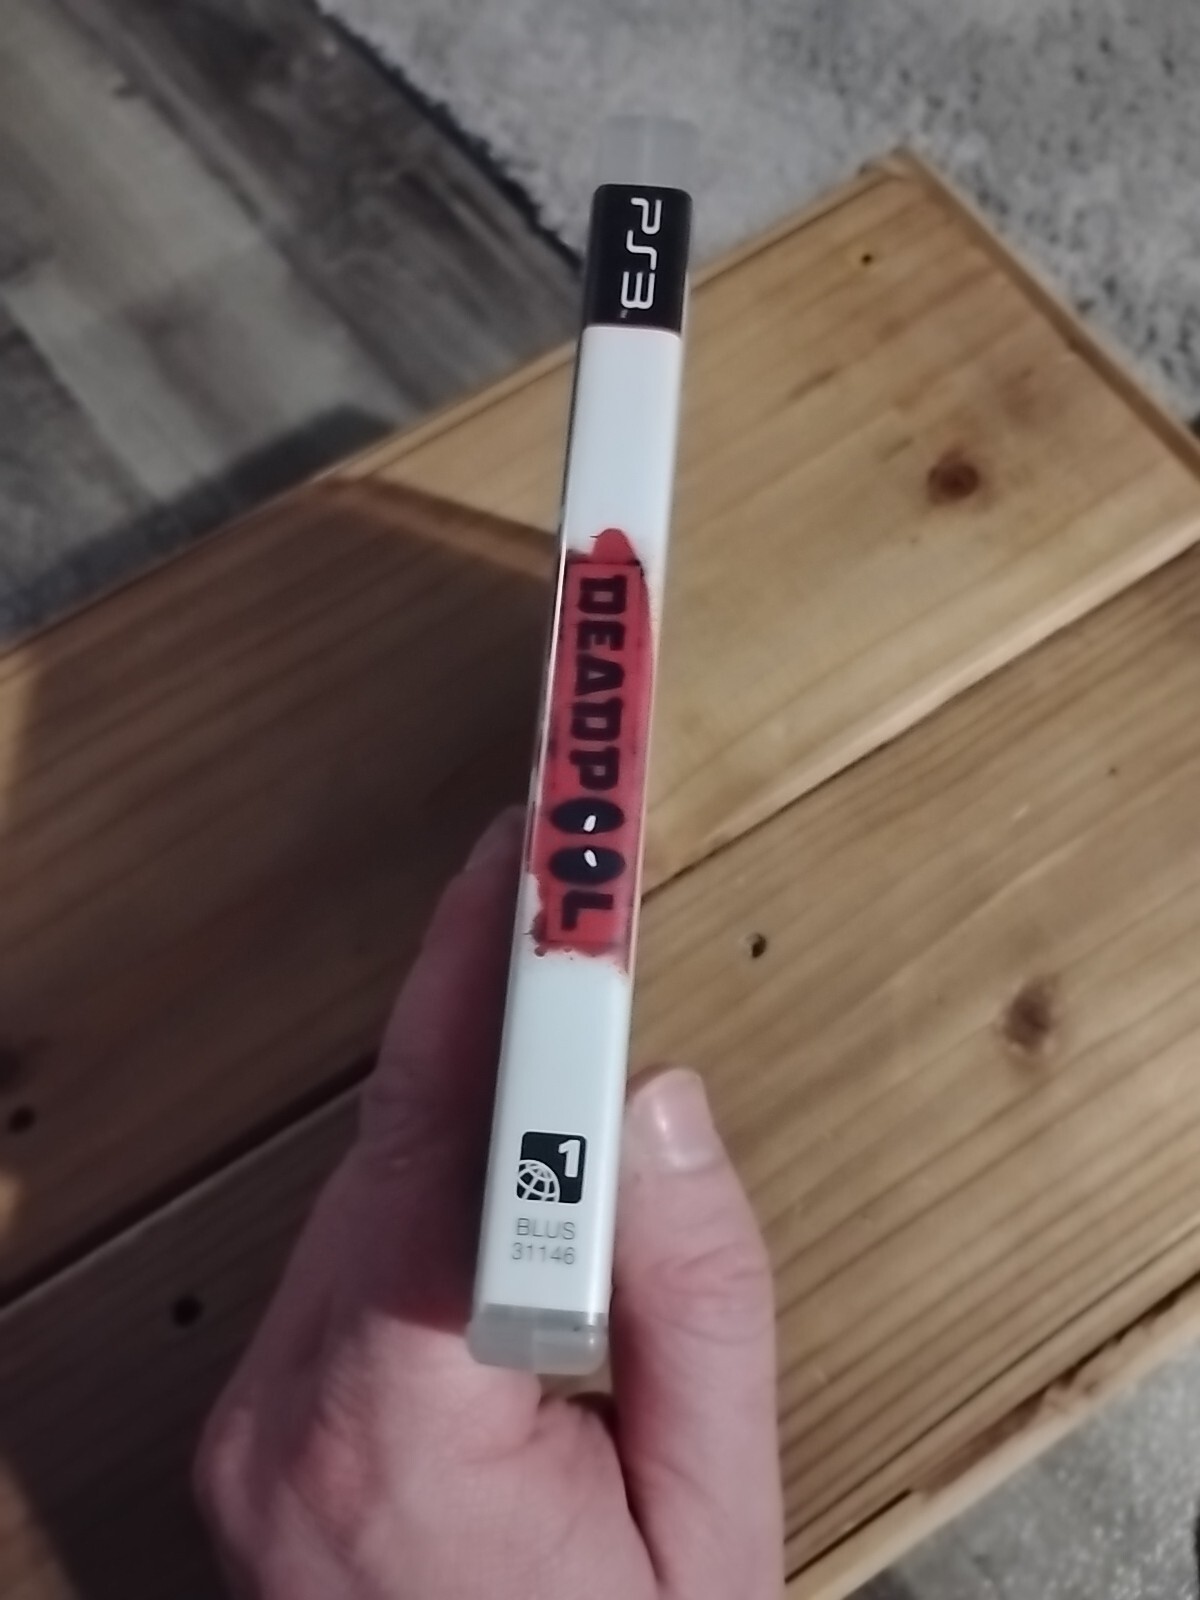 PS3
DEADPOOL
1
BLUS
31146